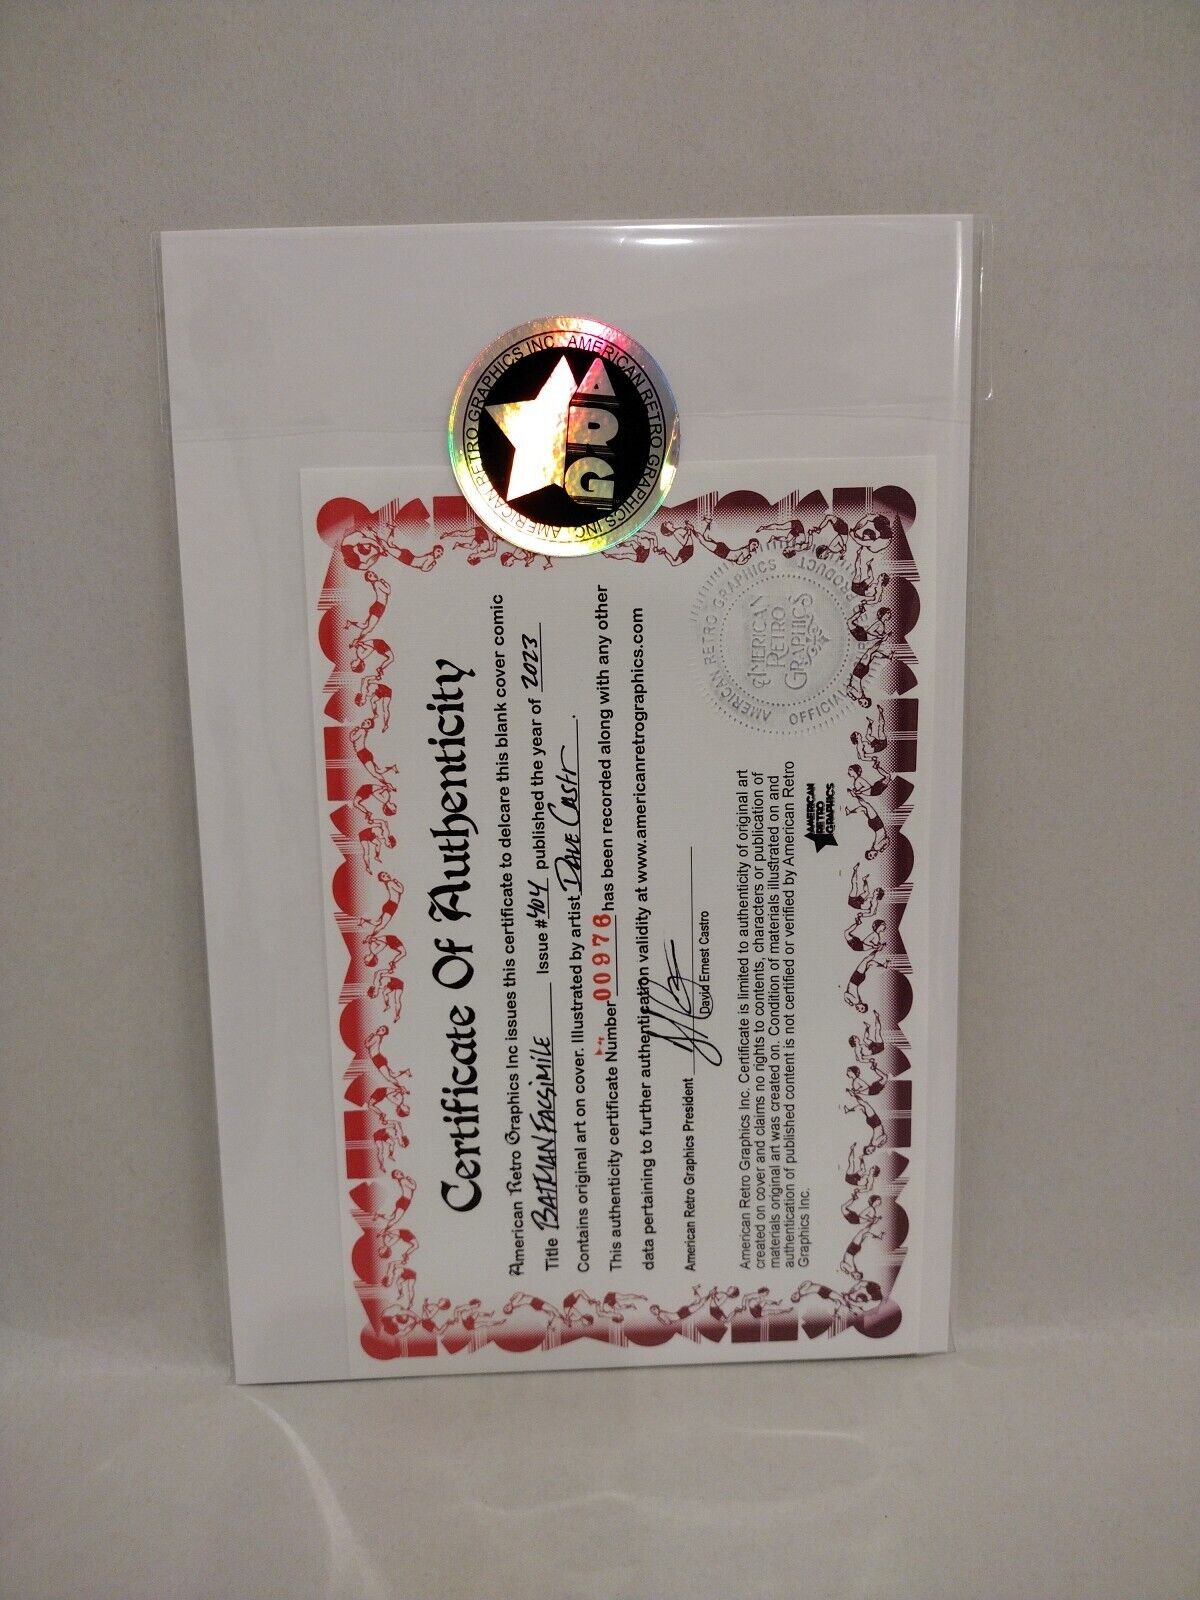 AMERICAN RETRO GRAPHICS INC. AMERICAN RETRO GRAPHICS INC.
Certificate Of Authenticity
American Retro Graphics Inc issues this certificate to delcare this blank cover comic
Title BATMAN FACSIMILE Issue #404 published the year of 2023
Contains original art on cover. Illustrated by artist Dave Castr.
This authenticity certificate Number 00976 has been recorded along with any other
data pertaining to further authentication validity at www.americanretrographics.com
American Retro Graphics President
David Ernest Castro
American Retro Graphics Inc. Certificate is limited to authenticity of original art
created on cover and claims no rights to contents, characters or publication of
materials original art was created on. Condition of materials illustrated on and
authentication of published content is not certified or verified by American Retro
Graphics Inc.
AMERICAN
RETRO
GRAPHICS
AMERICAN RETRO GRAPHICS
OFFICIAL PRODUCT
AMERICAN
RETRO
GRAPHICS